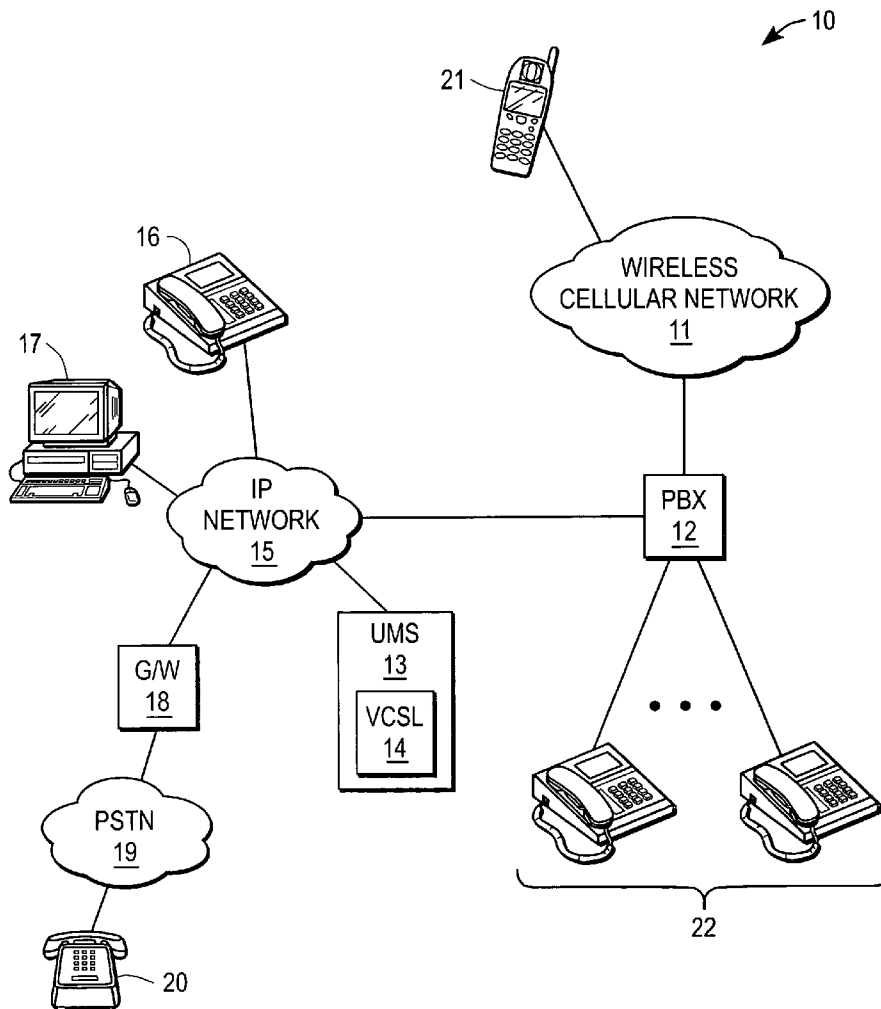 10
21
WIRELESS
CELLULAR NETWORK
11
16
17
IP
NETWORK
15
PBX
12
UMS
13
VCSL
14
G/W
18
PSTN
19
20
• • •
22